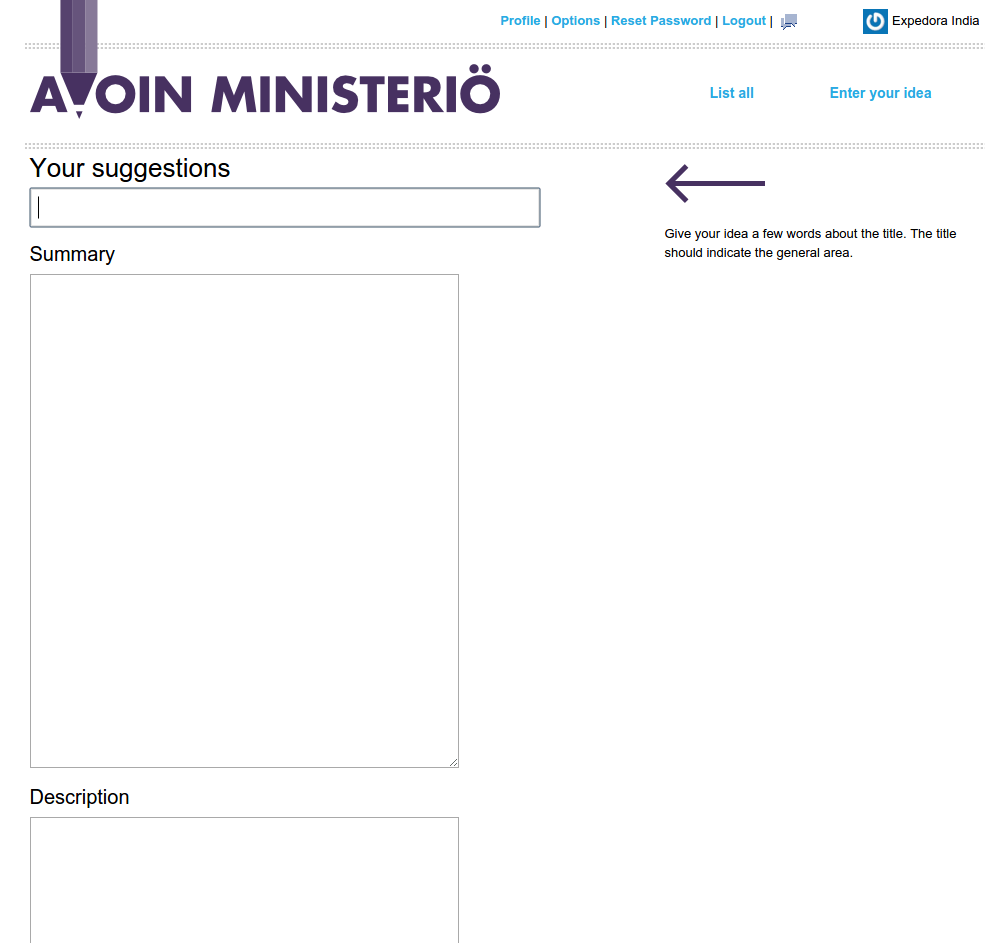 Profile | Options | Reset Password | Logout |
Expedora India
AVOIN MINISTERIÖ
List all
Enter your idea
Your suggestions
Give your idea a few words about the title. The title
should indicate the general area.
Summary
Description